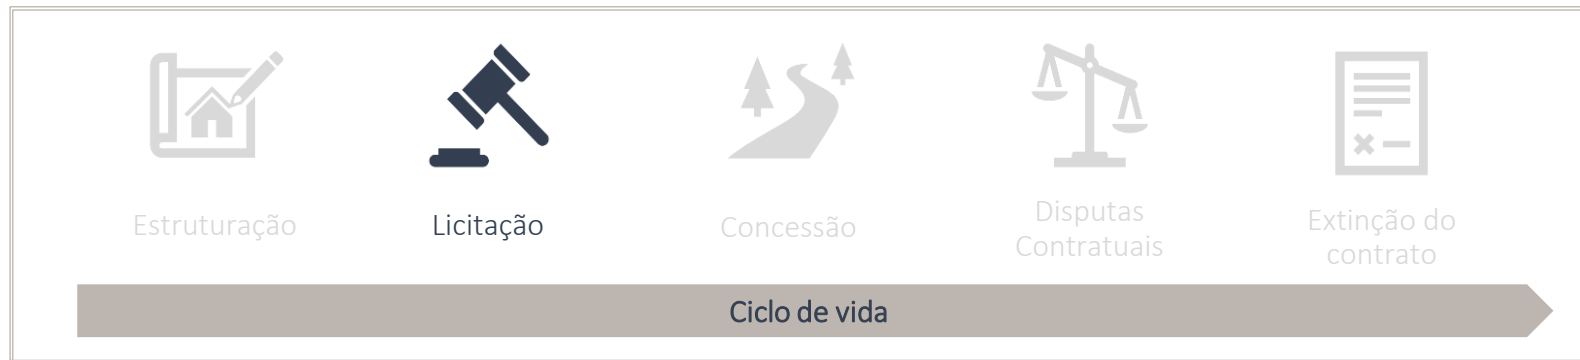 Estruturação
Licitação
Concessão
Disputas
Contratuais
Extinção do
contrato
Ciclo de vida